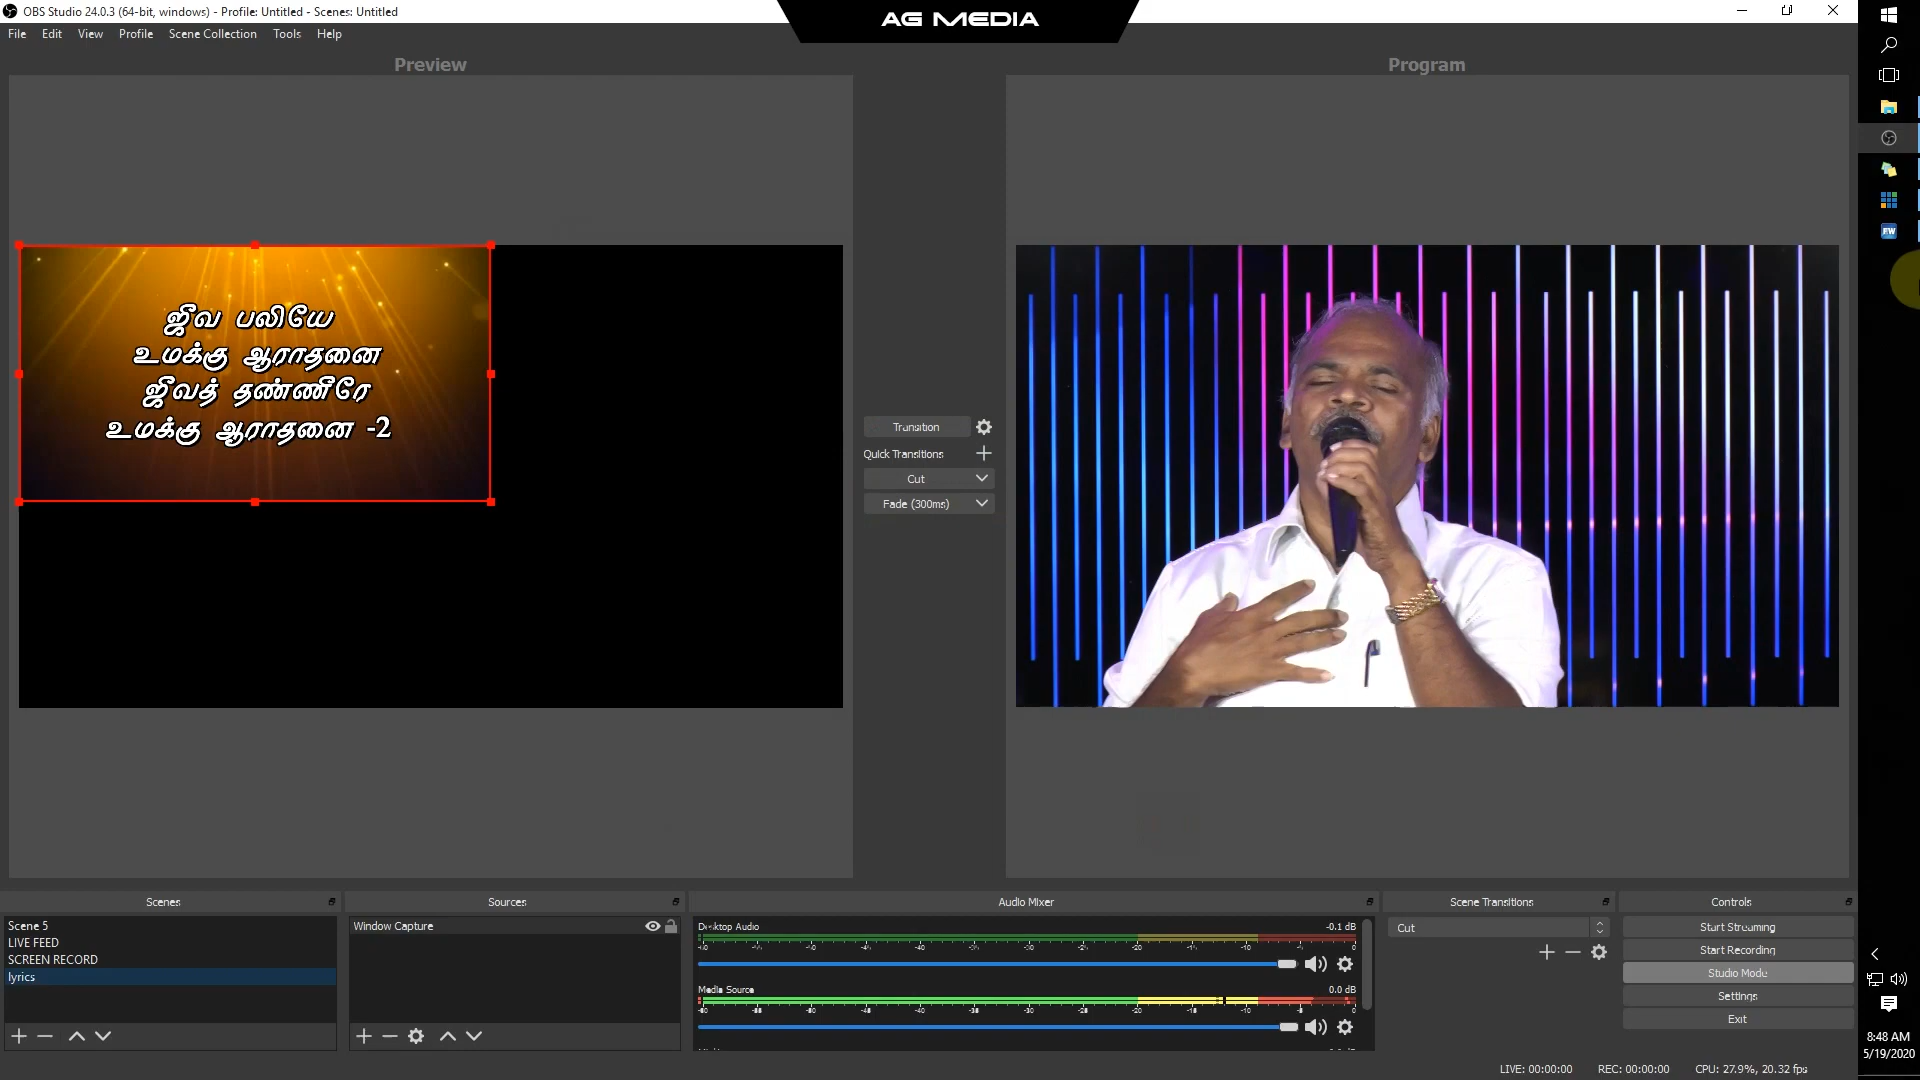 OBS Studio 24.0.3 (64-bit, windows) - Profile: Untitled - Scenes: Untitled
AG MEDIA
File Edit View Profile Scene Collection Tools Help
Preview
Program
ஜீவ பலியே
உமக்கு ஆராதனை
ஜீவத் தண்ணீரே
உமக்கு ஆராதனை -2
Transition
Quick Transitions
Cut
Fade (300ms)
Scenes
Scene 5
LIVE FEED
SCREEN RECORD
lyrics
Sources
Window Capture
Audio Mixer
Desktop Audio -0.1 dB
Media Source 0.0 dB
Scene Transitions
Cut
Controls
Start Streaming
Start Recording
Studio Mode
Settings
Exit
8:48 AM
5/19/2020
LIVE: 00:00:00 REC: 00:00:00 CPU: 27.9%, 20.32 fps